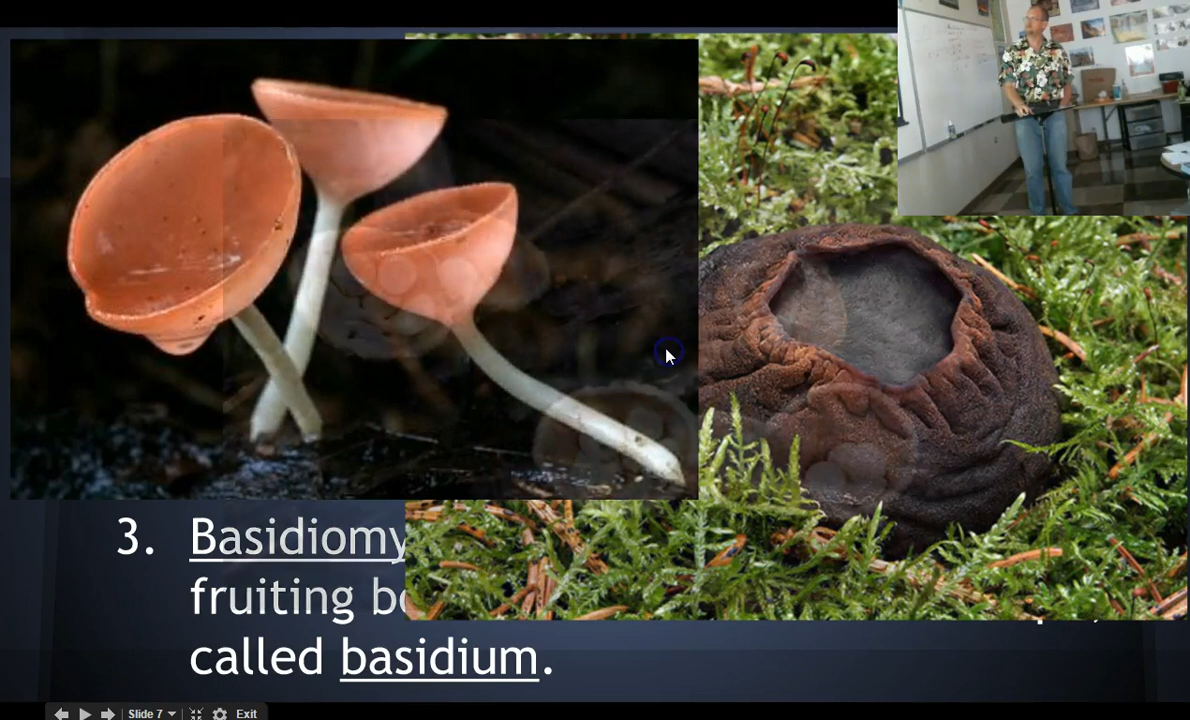 3. Basidiomy
fruiting bo
called basidium.
Slide 7 Exit